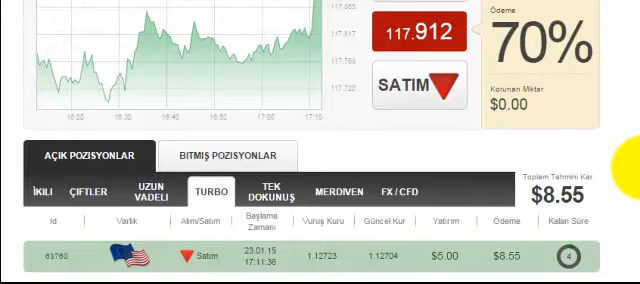 117.865
Ödeme
117.912
70%
117.817
117.769
SATIM
Korunan Miktar
117.720
$0.00
16:20 16:30 16:40 16:50 17:00 17:10
AÇIK POZİSYONLAR BITMIŞ POZISYONLAR
İKILI ÇIFTLER UZUN VADELI TURBO TEK DOKUNUŞ MERDIVEN FX / CFD
Toplam Tahmini Kar
$8.55
Id Varlık Alım/Satım Başlama Zamanı Vuruş Kuru Güncel Kur Yatırım Ödeme Kalan Süre
63760 Satım 23.01.15 17:11:36 1.12723 1.12704 $5.00 $8.55 4